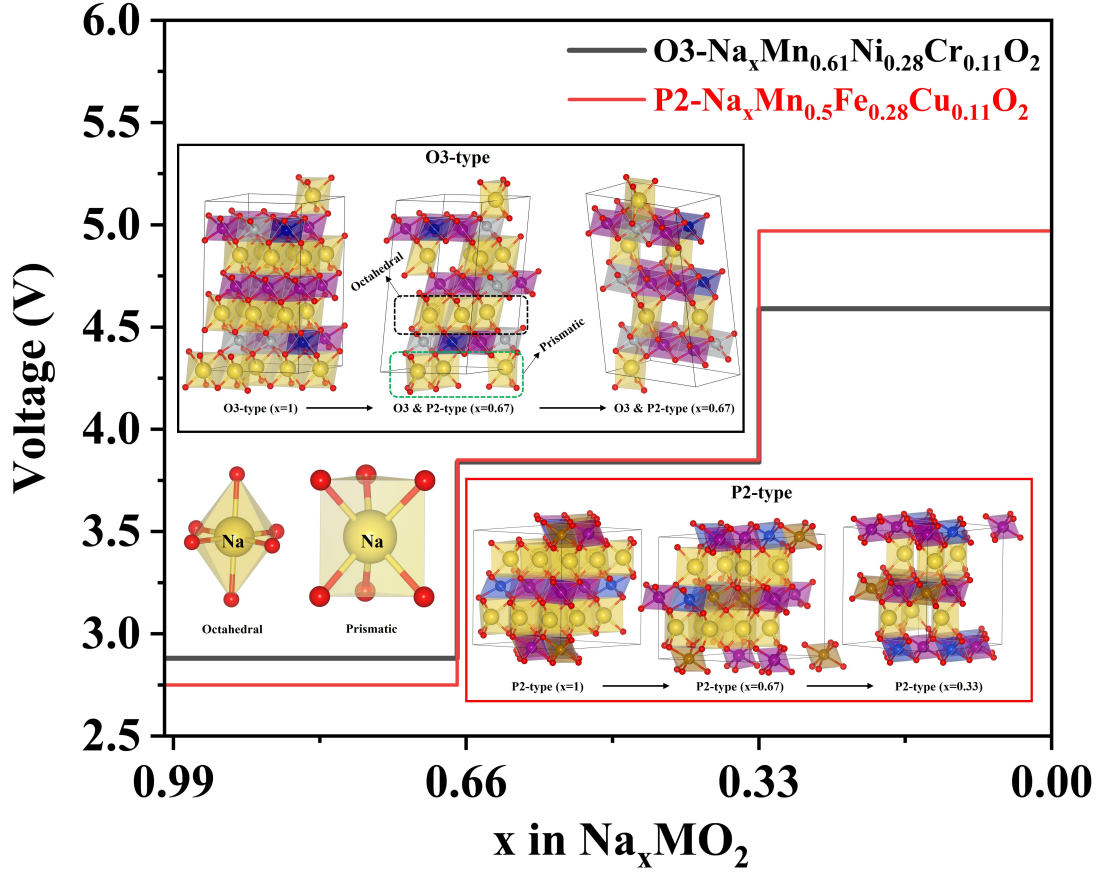 6.0
5.5
5.0
4.5
4.0
3.5
3.0
2.5
Voltage (V)
O3-NaₓMn₀.₆₁Ni₀.₂₈Cr₀.₁₁O₂
P2-NaₓMn₀.₅Fe₀.₂₈Cu₀.₁₁O₂
O3-type
Octahedral
Prismatic
O3-type (x=1)
O3 & P2-type (x=0.67)
O3 & P2-type (x=0.67)
Na
Na
Octahedral
Prismatic
P2-type
P2-type (x=1)
P2-type (x=0.67)
P2-type (x=0.33)
0.99
0.66
0.33
0.00
x in NaₓMO₂